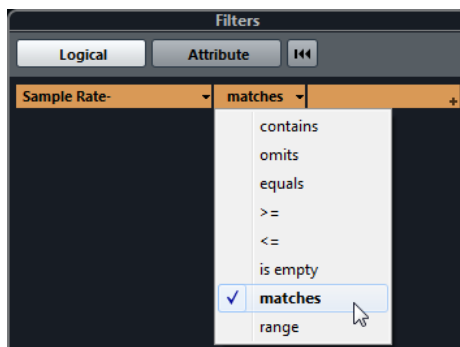 Filters
Logical Attribute
Sample Rate- matches +
contains
omits
equals
>=
<=
is empty
✓ matches
range